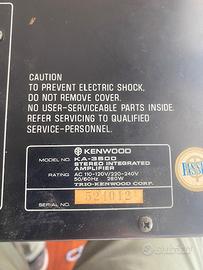 CAUTION
TO PREVENT ELECTRIC SHOCK,
DO NOT REMOVE COVER.
NO USER-SERVICEABLE PARTS INSIDE.
REFER SERVICING TO QUALIFIED
SERVICE-PERSONNEL.
KENWOOD
MODEL NO. KA-3500
STEREO INTEGRATED
AMPLIFIER
RATING AC 110-120V/220-240V
50/60Hz 280W
TRIO-KENWOOD CORP.
SERIAL NO.